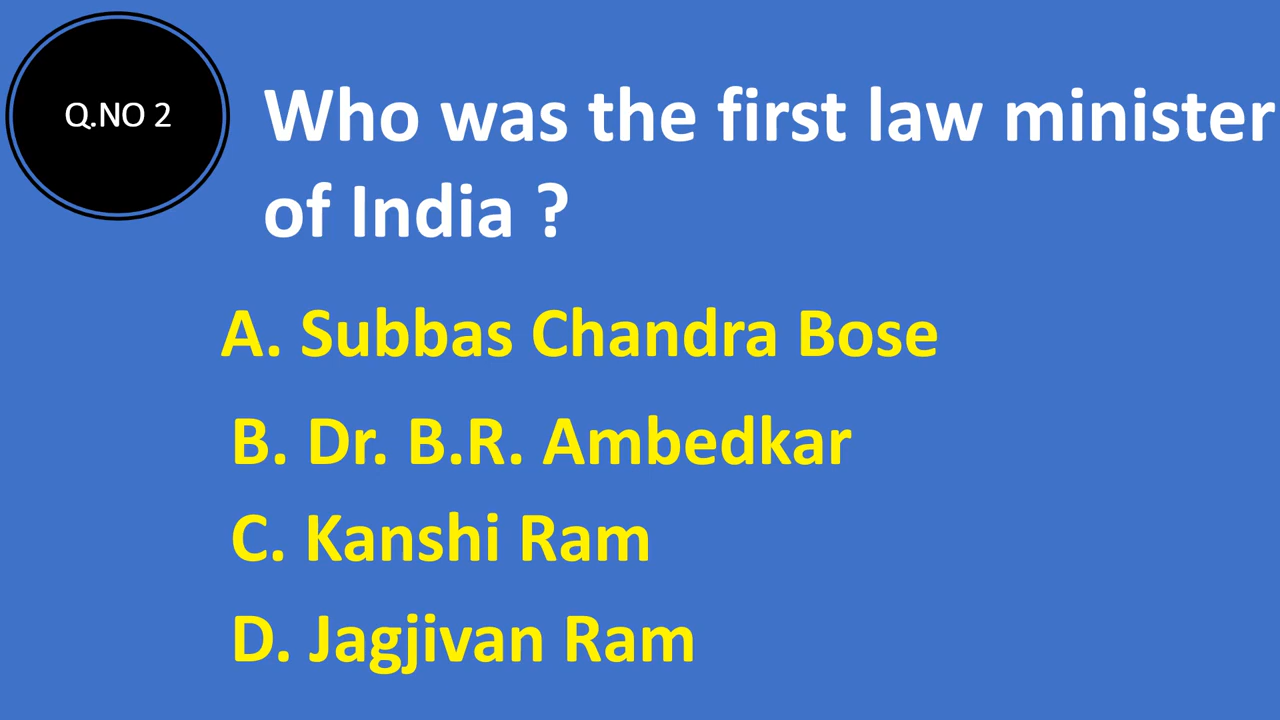 Q.NO 2
Who was the first law minister
of India ?
A. Subbas Chandra Bose
B. Dr. B.R. Ambedkar
C. Kanshi Ram
D. Jagjivan Ram